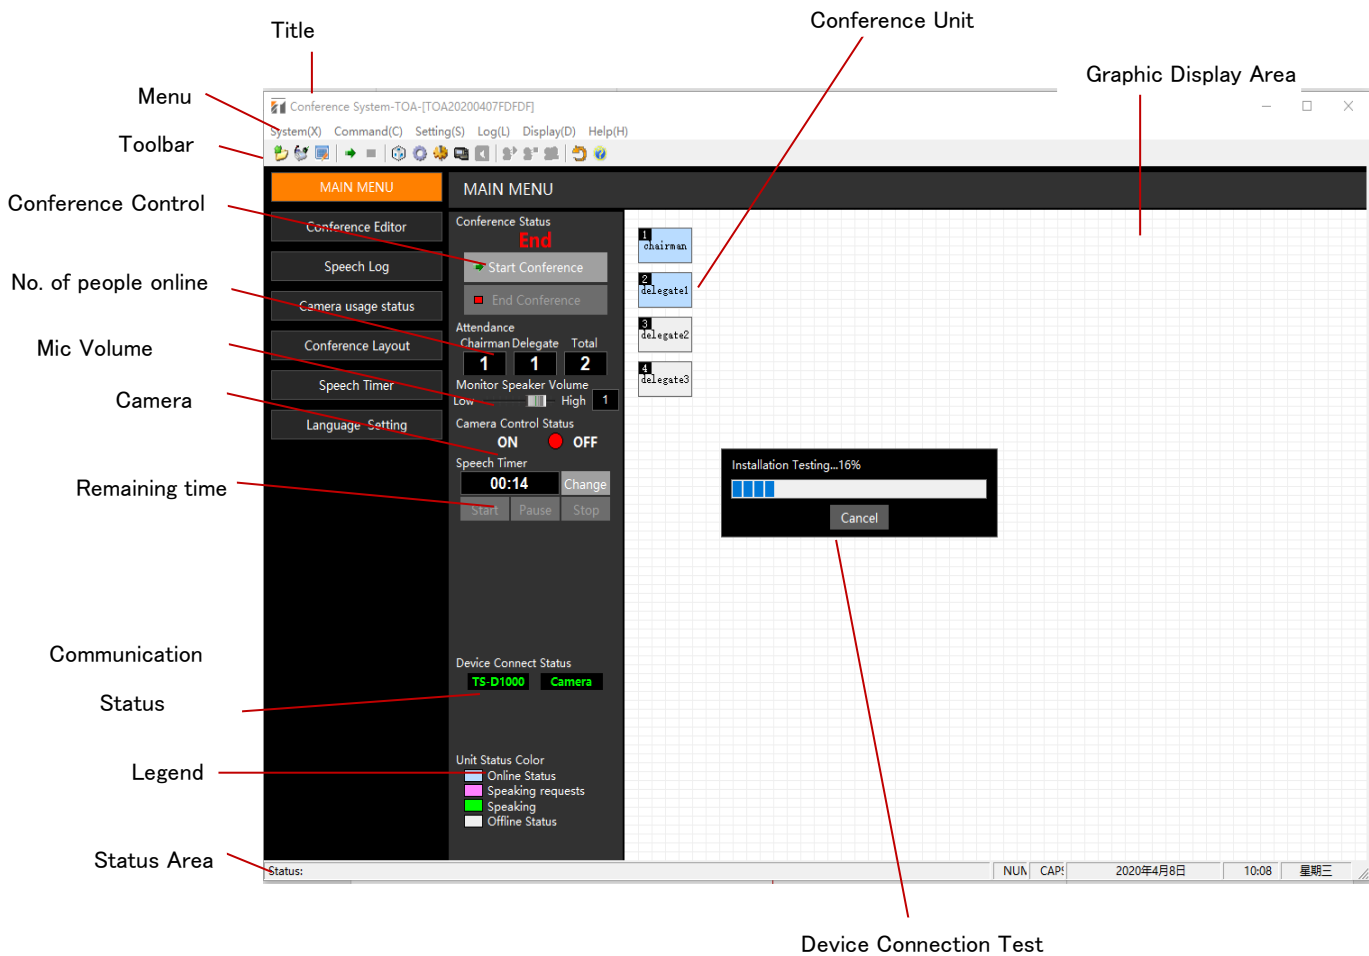 Title
Conference Unit
Graphic Display Area
Menu
Toolbar
Conference Control
No. of people online
Mic Volume
Camera
Remaining time
Communication
Status
Legend
Status Area
Device Connection Test
Conference System-TOA-[TOA20200407FDFDF]
System(X) Command(C) Setting(S) Log(L) Display(D) Help(H)
MAIN MENU
Conference Editor
Speech Log
Camera usage status
Conference Layout
Speech Timer
Language Setting
MAIN MENU
Conference Status
End
Start Conference
End Conference
Attendance
Chairman Delegate Total
1 1 2
Monitor Speaker Volume
Low High 1
Camera Control Status
ON OFF
Speech Timer
00:14 Change
Start Pause Stop
Device Connect Status
TS-D1000 Camera
Unit Status Color
Online Status
Speaking requests
Speaking
Offline Status
1
chairman
2
delegate1
3
delegate2
4
delegate3
Installation Testing...16%
Cancel
Status: NUM CAPS 2020年4月8日 10:08 星期三